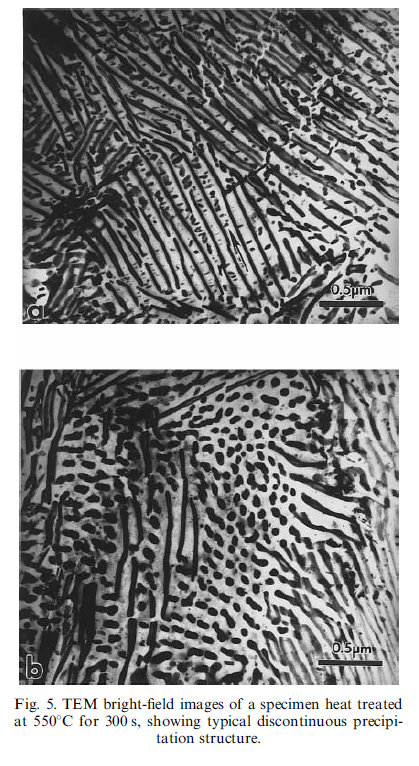 0.5μm
a
0.5μm
b
Fig. 5. TEM bright-field images of a specimen heat treated
at 550°C for 300 s, showing typical discontinuous precipi-
tation structure.